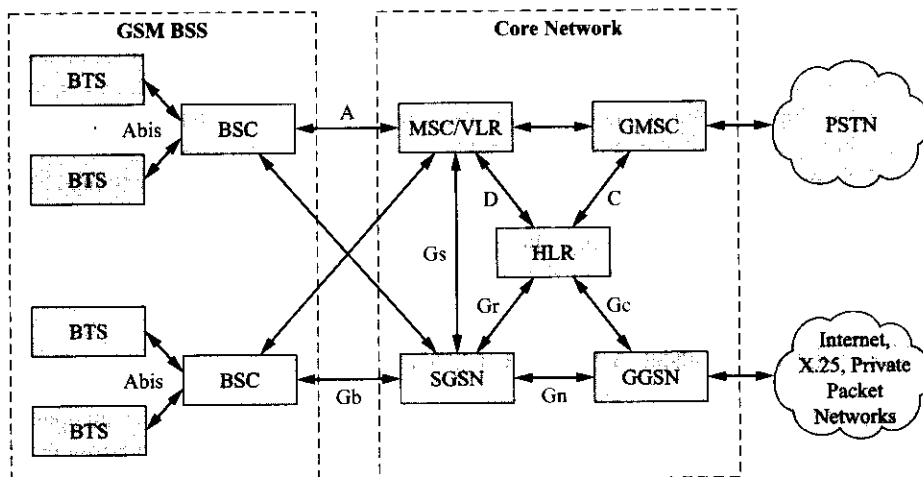 GSM BSS
Core Network
BTS
Abis
BSC
BTS
A
MSC/VLR
GMSC
PSTN
D
C
HLR
Gs
Gr
Gc
BTS
Abis
BSC
BTS
Gb
SGSN
Gn
GGSN
Internet,
X.25, Private
Packet
Networks